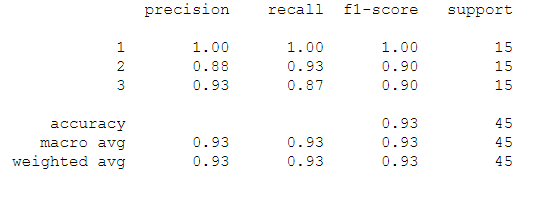 precision recall f1-score support
1 1.00 1.00 1.00 15
2 0.88 0.93 0.90 15
3 0.93 0.87 0.90 15
accuracy 0.93 45
macro avg 0.93 0.93 0.93 45
weighted avg 0.93 0.93 0.93 45